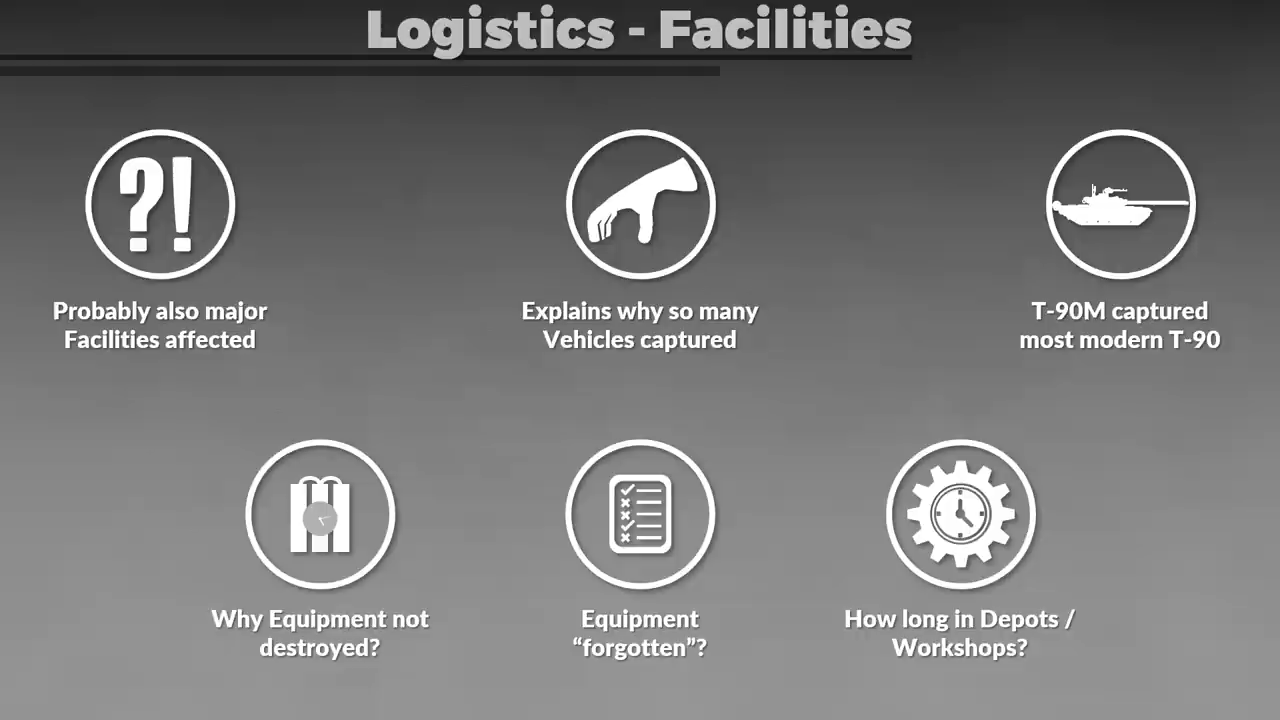 Logistics - Facilities
?!
Probably also major
Facilities affected
Explains why so many
Vehicles captured
T-90M captured
most modern T-90
Why Equipment not
destroyed?
Equipment
“forgotten”?
How long in Depots /
Workshops?